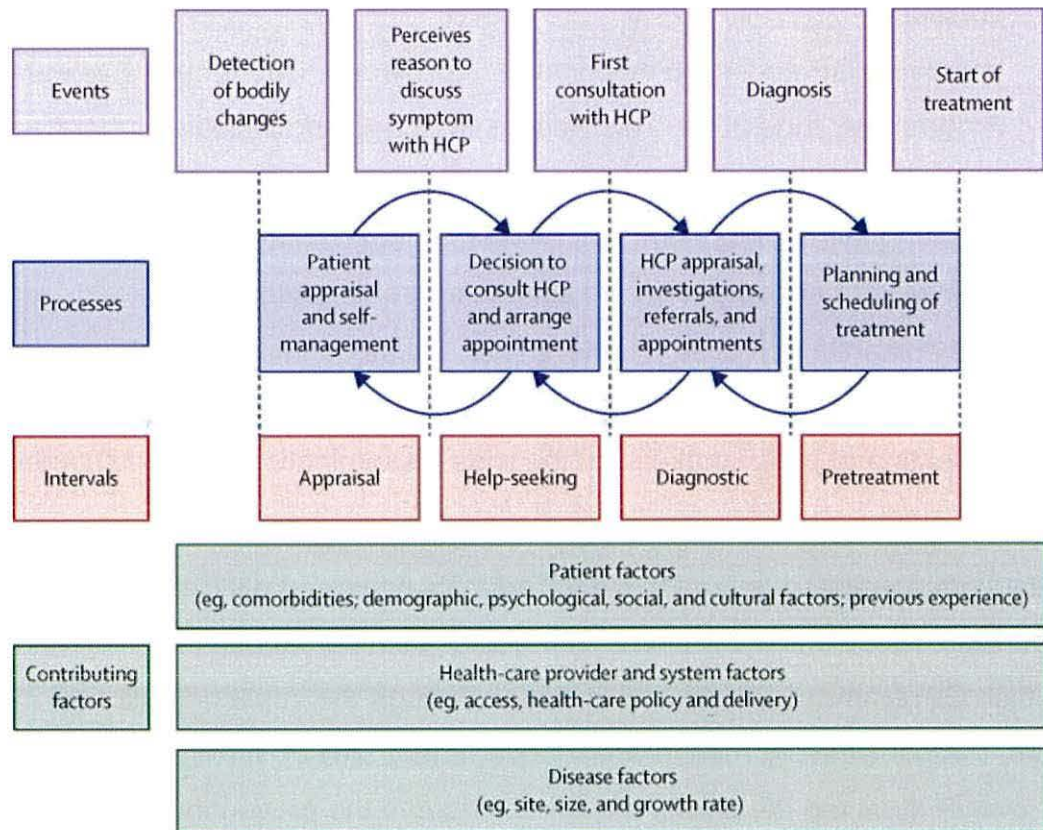 Events
Detection
of bodily
changes
Perceives
reason to
discuss
symptom
with HCP
First
consultation
with HCP
Diagnosis
Start of
treatment
Processes
Patient
appraisal
and self-
management
Decision to
consult HCP
and arrange
appointment
HCP appraisal,
investigations,
referrals, and
appointments
Planning and
scheduling of
treatment
Intervals
Appraisal
Help-seeking
Diagnostic
Pretreatment
Contributing
factors
Patient factors
(eg, comorbidities; demographic, psychological, social, and cultural factors; previous experience)
Health-care provider and system factors
(eg, access, health-care policy and delivery)
Disease factors
(eg, site, size, and growth rate)